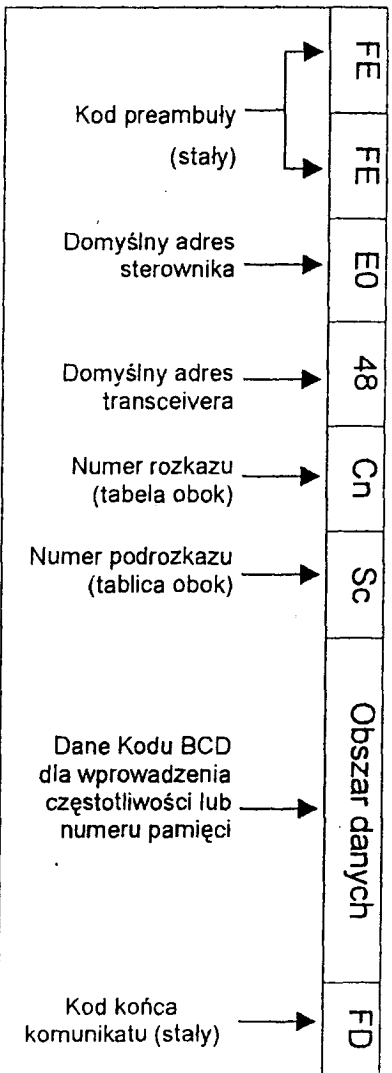 FE
Kod preambuły
(stały)
FE
Domyślny adres
sterownika
E0
Domyślny adres
transceivera
48
Numer rozkazu
(tabela obok)
Cn
Numer podrozkazu
(tablica obok)
Sc
Dane Kodu BCD
dla wprowadzenia
częstotliwości lub
numeru pamięci
Obszar danych
Kod końca
komunikatu (stały)
FD